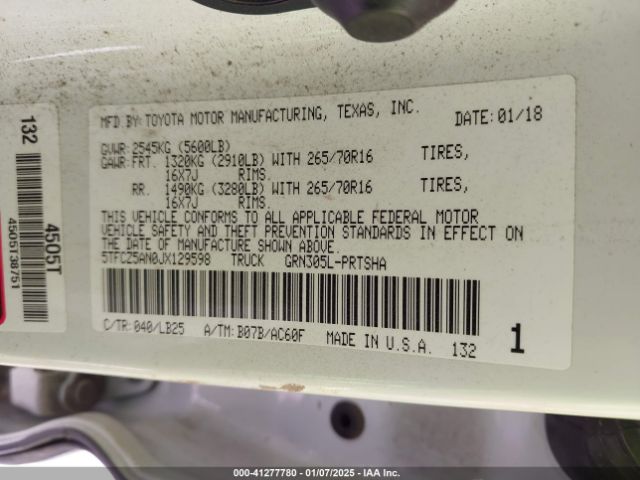 MFD.BY: TOYOTA MOTOR MANUFACTURING, TEXAS, INC.
DATE: 01/18
GVWR: 2545KG (5600LB)
GAWR: FRT. 1320KG (2910LB) WITH 265/70R16 TIRES,
16X7J RIMS.
RR. 1490KG (3280LB) WITH 265/70R16 TIRES,
16X7J RIMS.
THIS VEHICLE CONFORMS TO ALL APPLICABLE FEDERAL MOTOR
VEHICLE SAFETY AND THEFT PREVENTION STANDARDS IN EFFECT ON
THE DATE OF MANUFACTURE SHOWN ABOVE.
5TFCZ5AN0JX129598 TRUCK GRN305L-PRTSHA
C/TR: 040/LB25 A/TM: B07B/AC60F MADE IN U.S.A. 132 1
132
4505T
4505138751
000-41277780 - 01/07/2025 - IAA Inc.